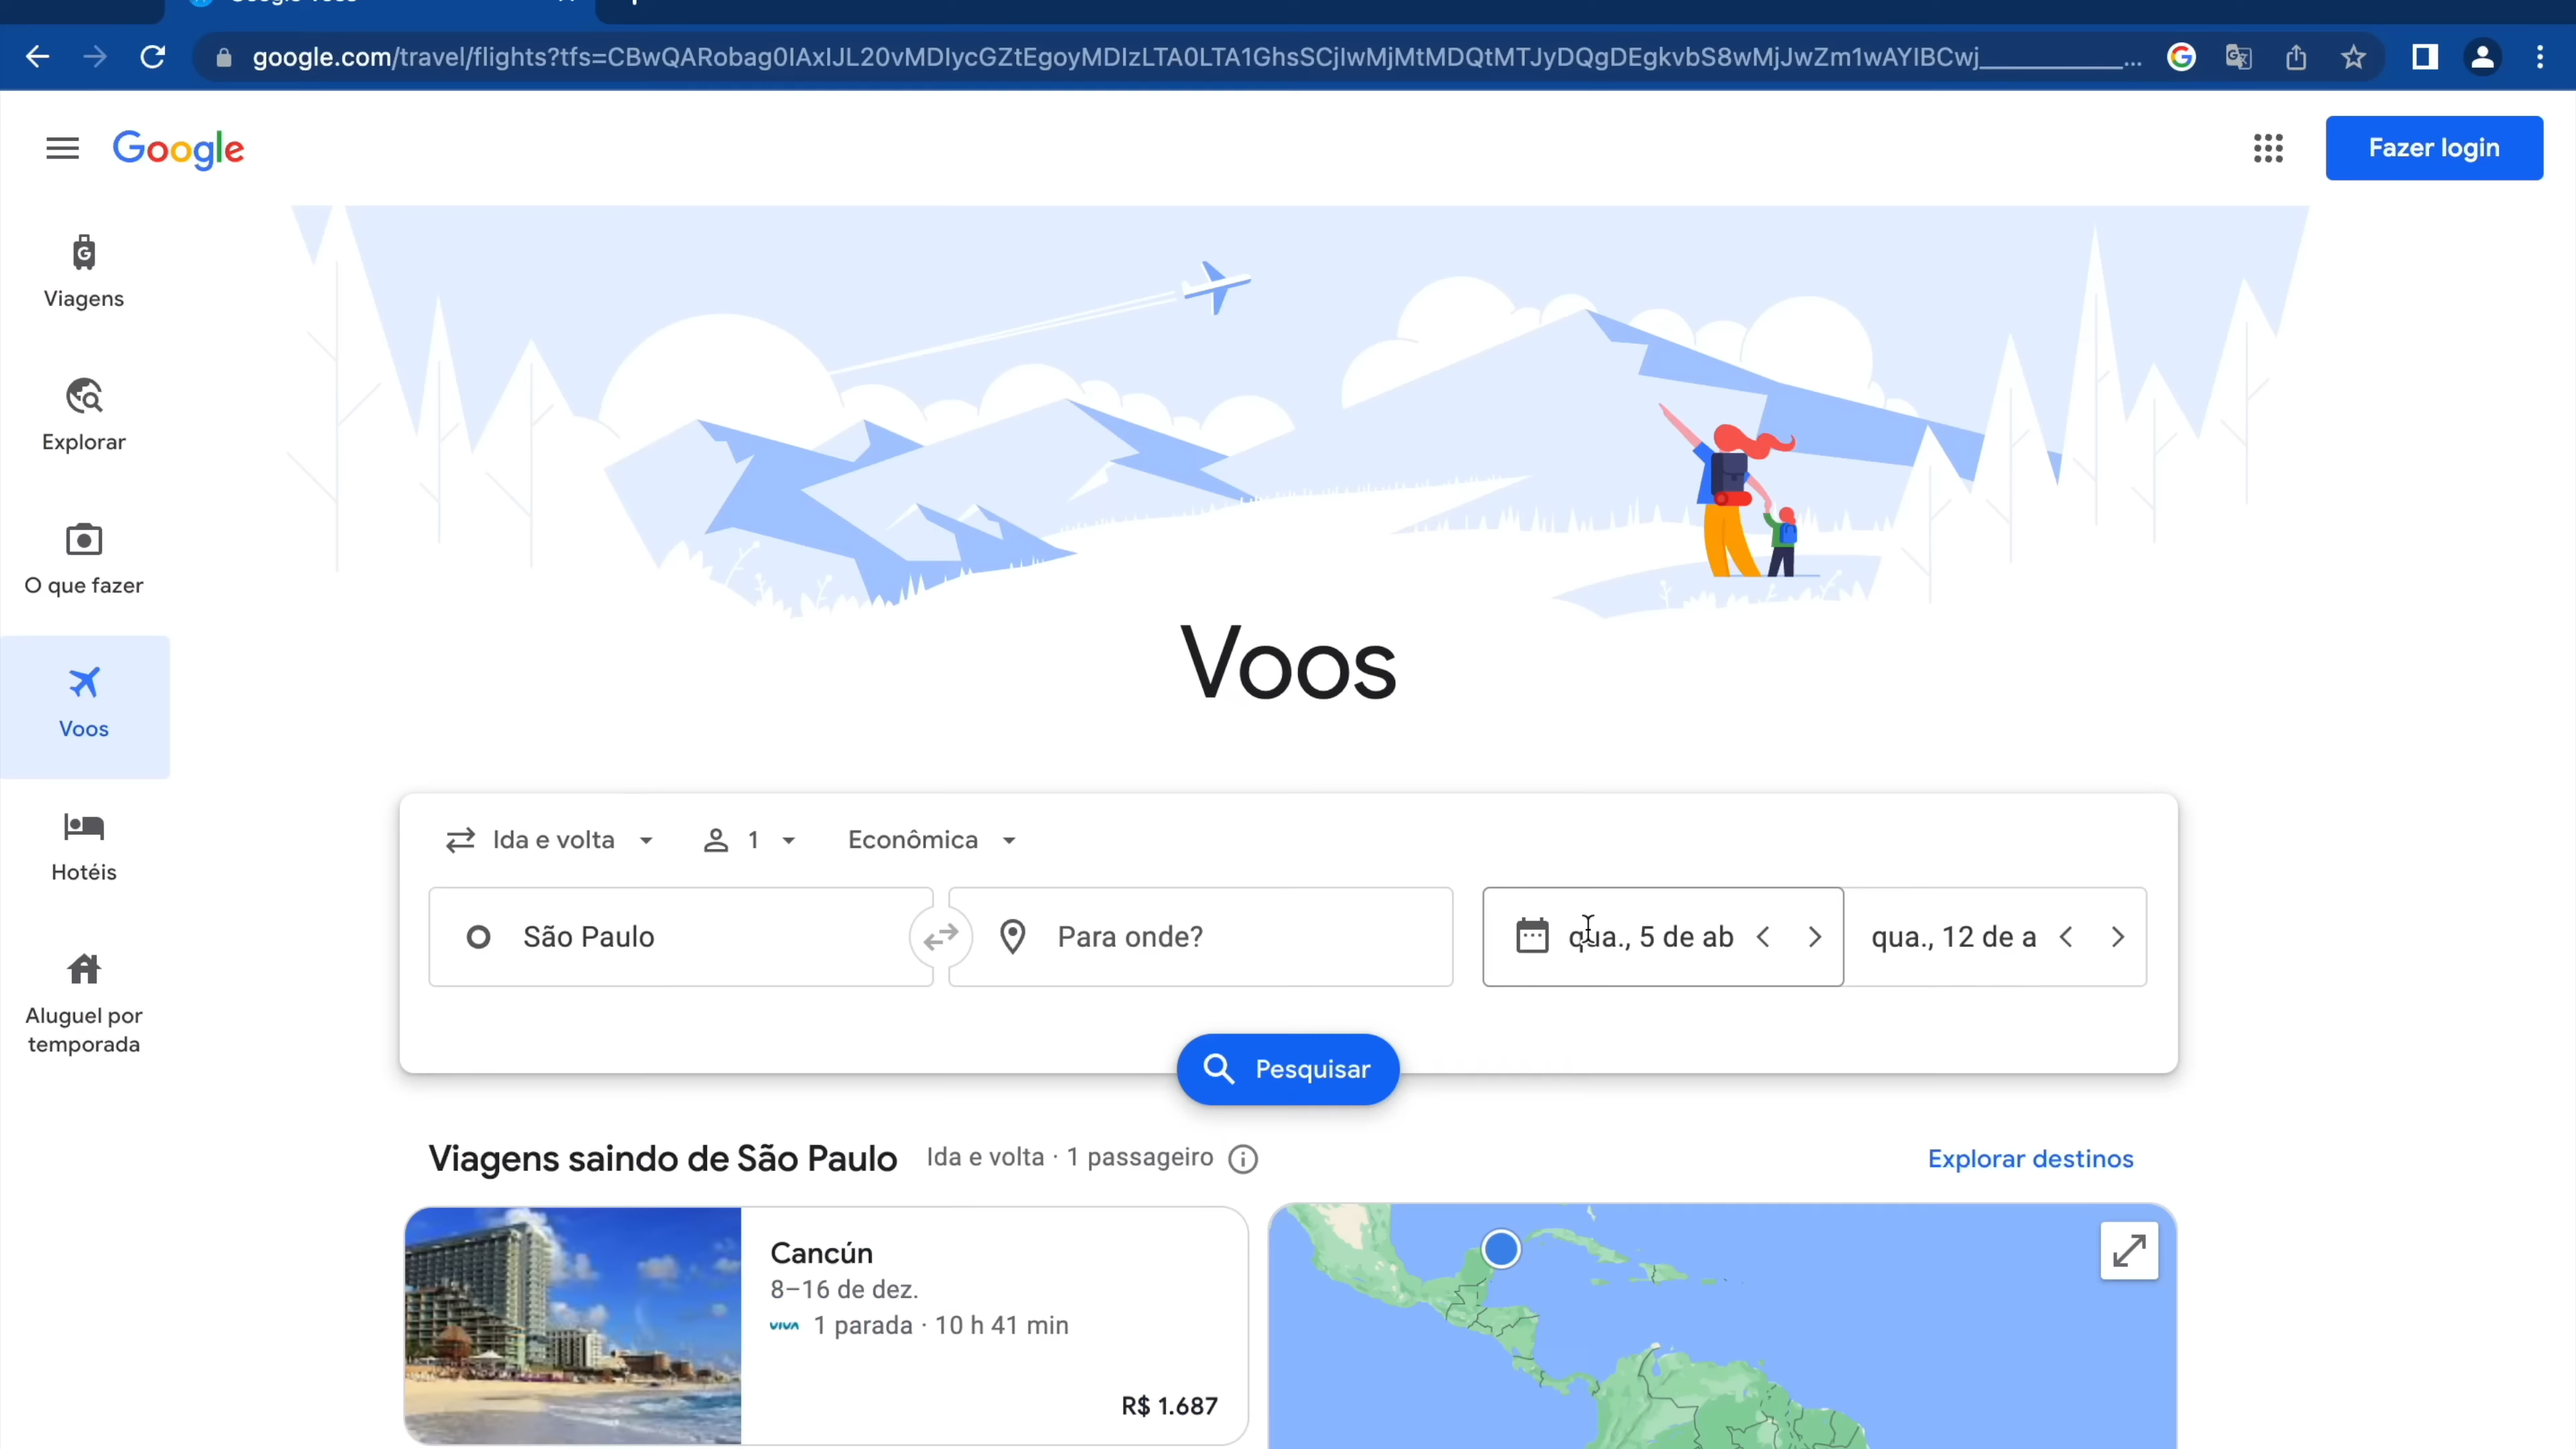 google.com/travel/flights?tfs=CBwQARobag0IAxIJL20vMDIycGZtEgoyMDIzLTA0LTA1GhsSCjIwMjMtMDQtMTJyDQgDEgkvbS8wMjJwZm1wAYIBCwj___________...
Google
Fazer login
Viagens
Explorar
O que fazer
Voos
Hotéis
Aluguel por
temporada
Voos
Ida e volta 1 Econômica
São Paulo Para onde? qua., 5 de ab qua., 12 de a
Pesquisar
Viagens saindo de São Paulo Ida e volta · 1 passageiro Explorar destinos
Cancún
8–16 de dez.
VIVA 1 parada · 10 h 41 min
R$ 1.687